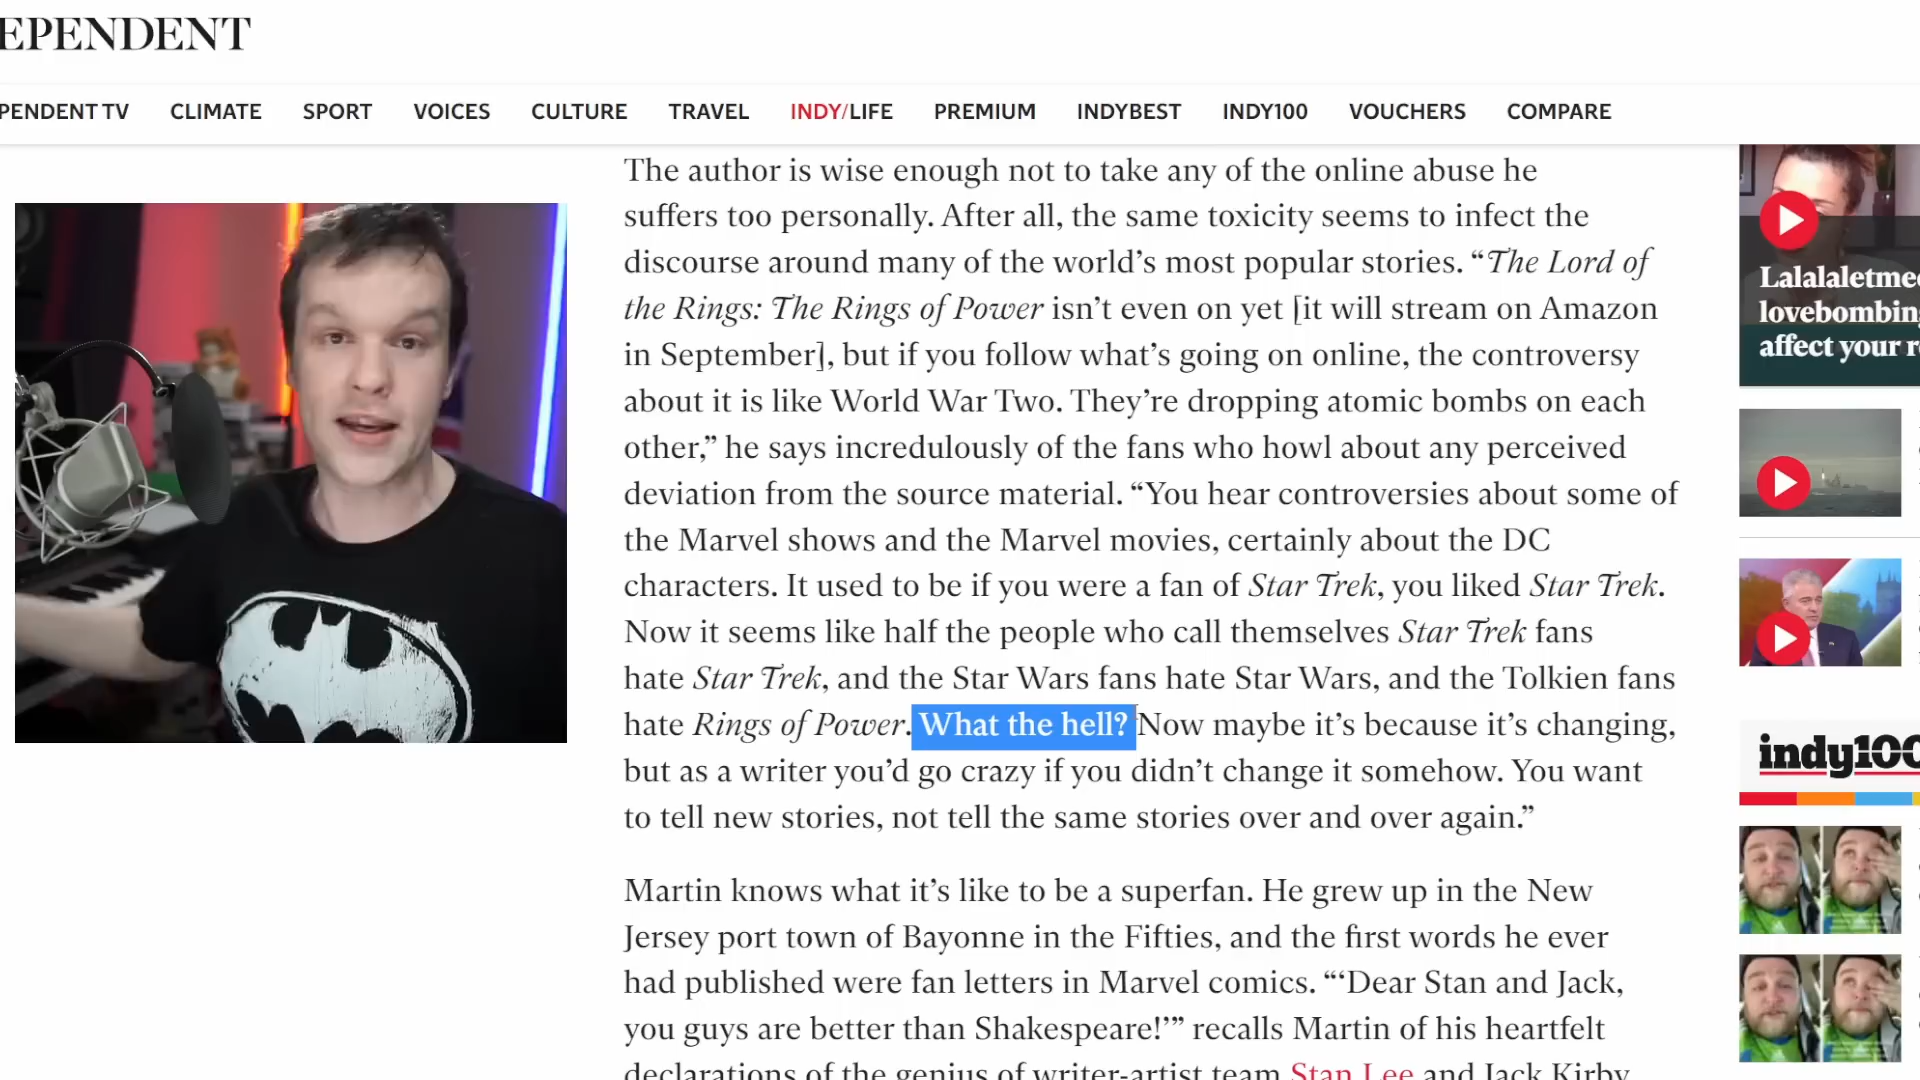 EPENDENT
PENDENT TV CLIMATE SPORT VOICES CULTURE TRAVEL INDY/LIFE PREMIUM INDYBEST INDY100 VOUCHERS COMPARE
The author is wise enough not to take any of the online abuse he
suffers too personally. After all, the same toxicity seems to infect the
discourse around many of the world’s most popular stories. “The Lord of
the Rings: The Rings of Power isn’t even on yet [it will stream on Amazon
in September], but if you follow what’s going on online, the controversy
about it is like World War Two. They’re dropping atomic bombs on each
other,” he says incredulously of the fans who howl about any perceived
deviation from the source material. “You hear controversies about some of
the Marvel shows and the Marvel movies, certainly about the DC
characters. It used to be if you were a fan of Star Trek, you liked Star Trek.
Now it seems like half the people who call themselves Star Trek fans
hate Star Trek, and the Star Wars fans hate Star Wars, and the Tolkien fans
hate Rings of Power. What the hell? Now maybe it’s because it’s changing,
but as a writer you’d go crazy if you didn’t change it somehow. You want
to tell new stories, not tell the same stories over and over again.”
Martin knows what it’s like to be a superfan. He grew up in the New
Jersey port town of Bayonne in the Fifties, and the first words he ever
had published were fan letters in Marvel comics. “‘Dear Stan and Jack,
you guys are better than Shakespeare!’” recalls Martin of his heartfelt
declarations of the genius of writer-artist team Stan Lee and Jack Kirby
Lalalaletme
lovebombing
affect your r
indy100